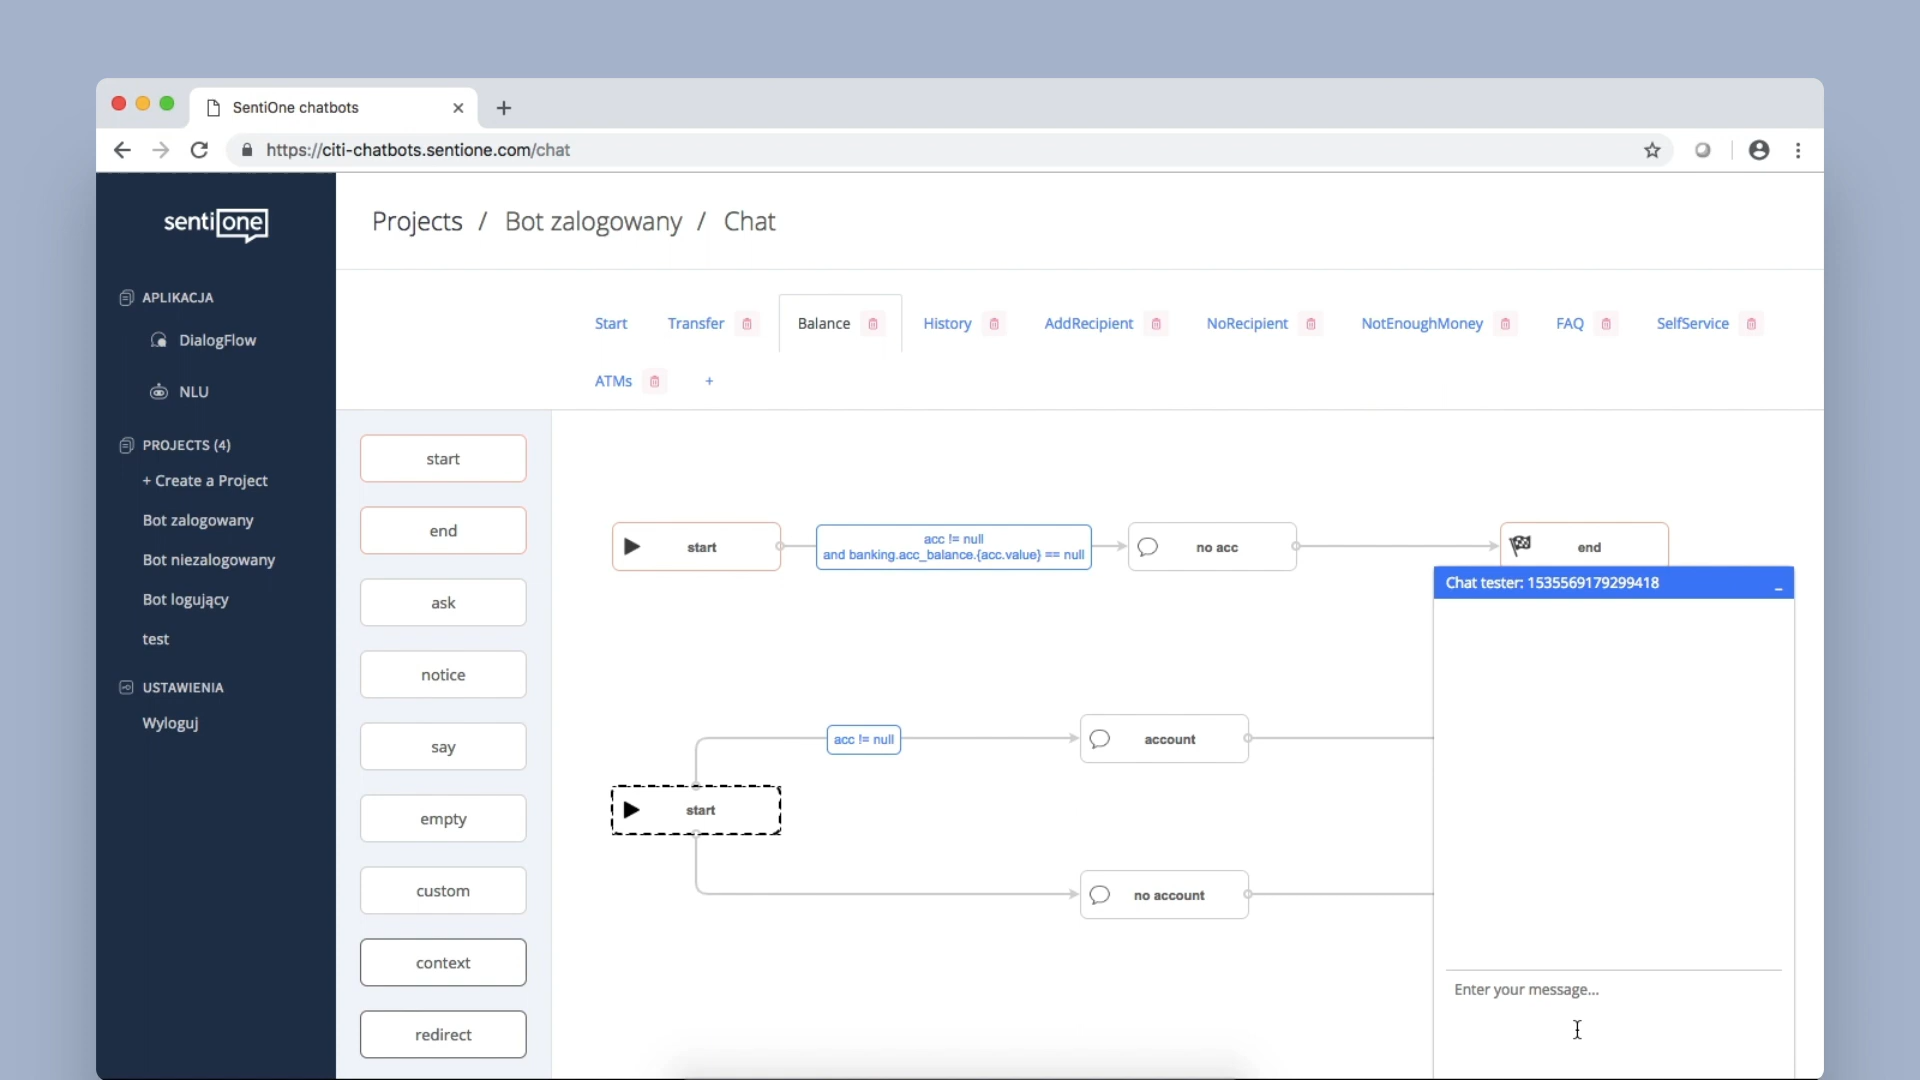 SentiOne chatbots
https://citi-chatbots.sentione.com/chat
sentione
Projects / Bot zalogowany / Chat
APLIKACJA
DialogFlow
NLU
PROJECTS (4)
+ Create a Project
Bot zalogowany
Bot niezalogowany
Bot logujący
test
USTAWIENIA
Wyloguj
Start
Transfer
Balance
History
AddRecipient
NoRecipient
NotEnoughMoney
FAQ
SelfService
ATMs
+
start
end
ask
notice
say
empty
custom
context
redirect
start
acc != null
and banking.acc_balance.{acc.value} == null
no acc
end
acc != null
account
start
no account
Chat tester: 1535569179299418
Enter your message...